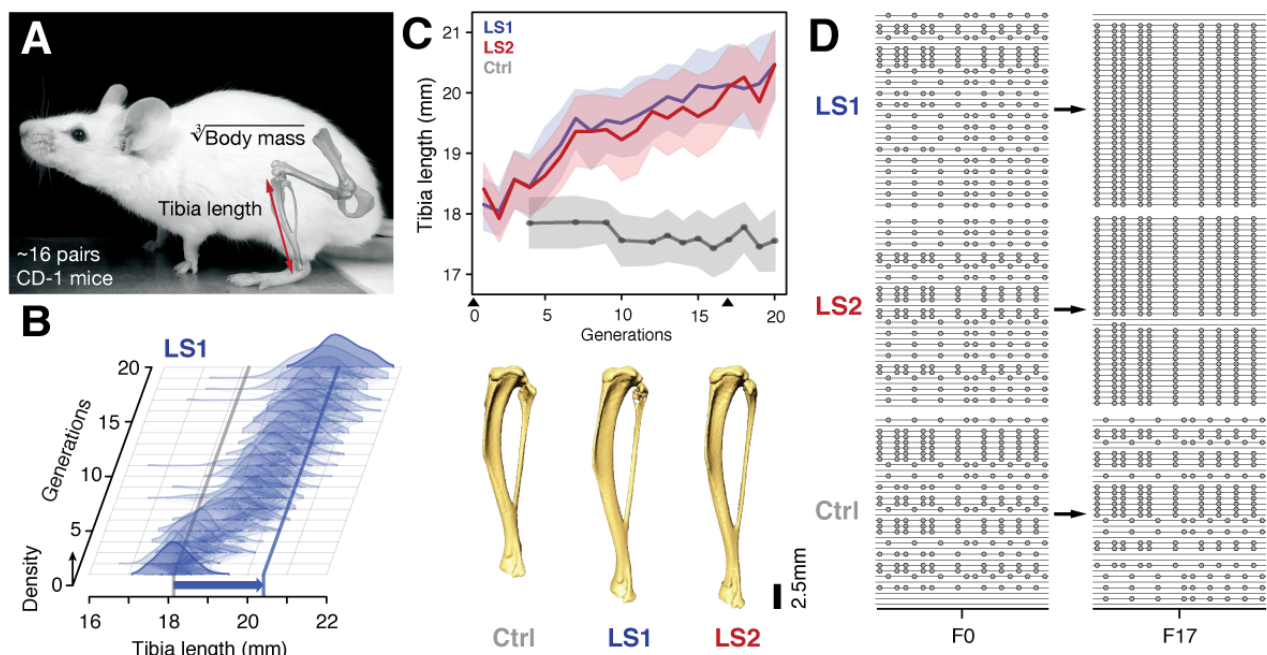 A
∛Body mass
Tibia length
~16 pairs
CD-1 mice
B
LS1
20
15
10
5
0
Generations
Density
16
18
20
22
Tibia length (mm)
C
LS1
LS2
Ctrl
21
20
19
18
17
Tibia length (mm)
0
5
10
15
20
Generations
2.5mm
Ctrl
LS1
LS2
D
LS1
LS2
Ctrl
F0
F17